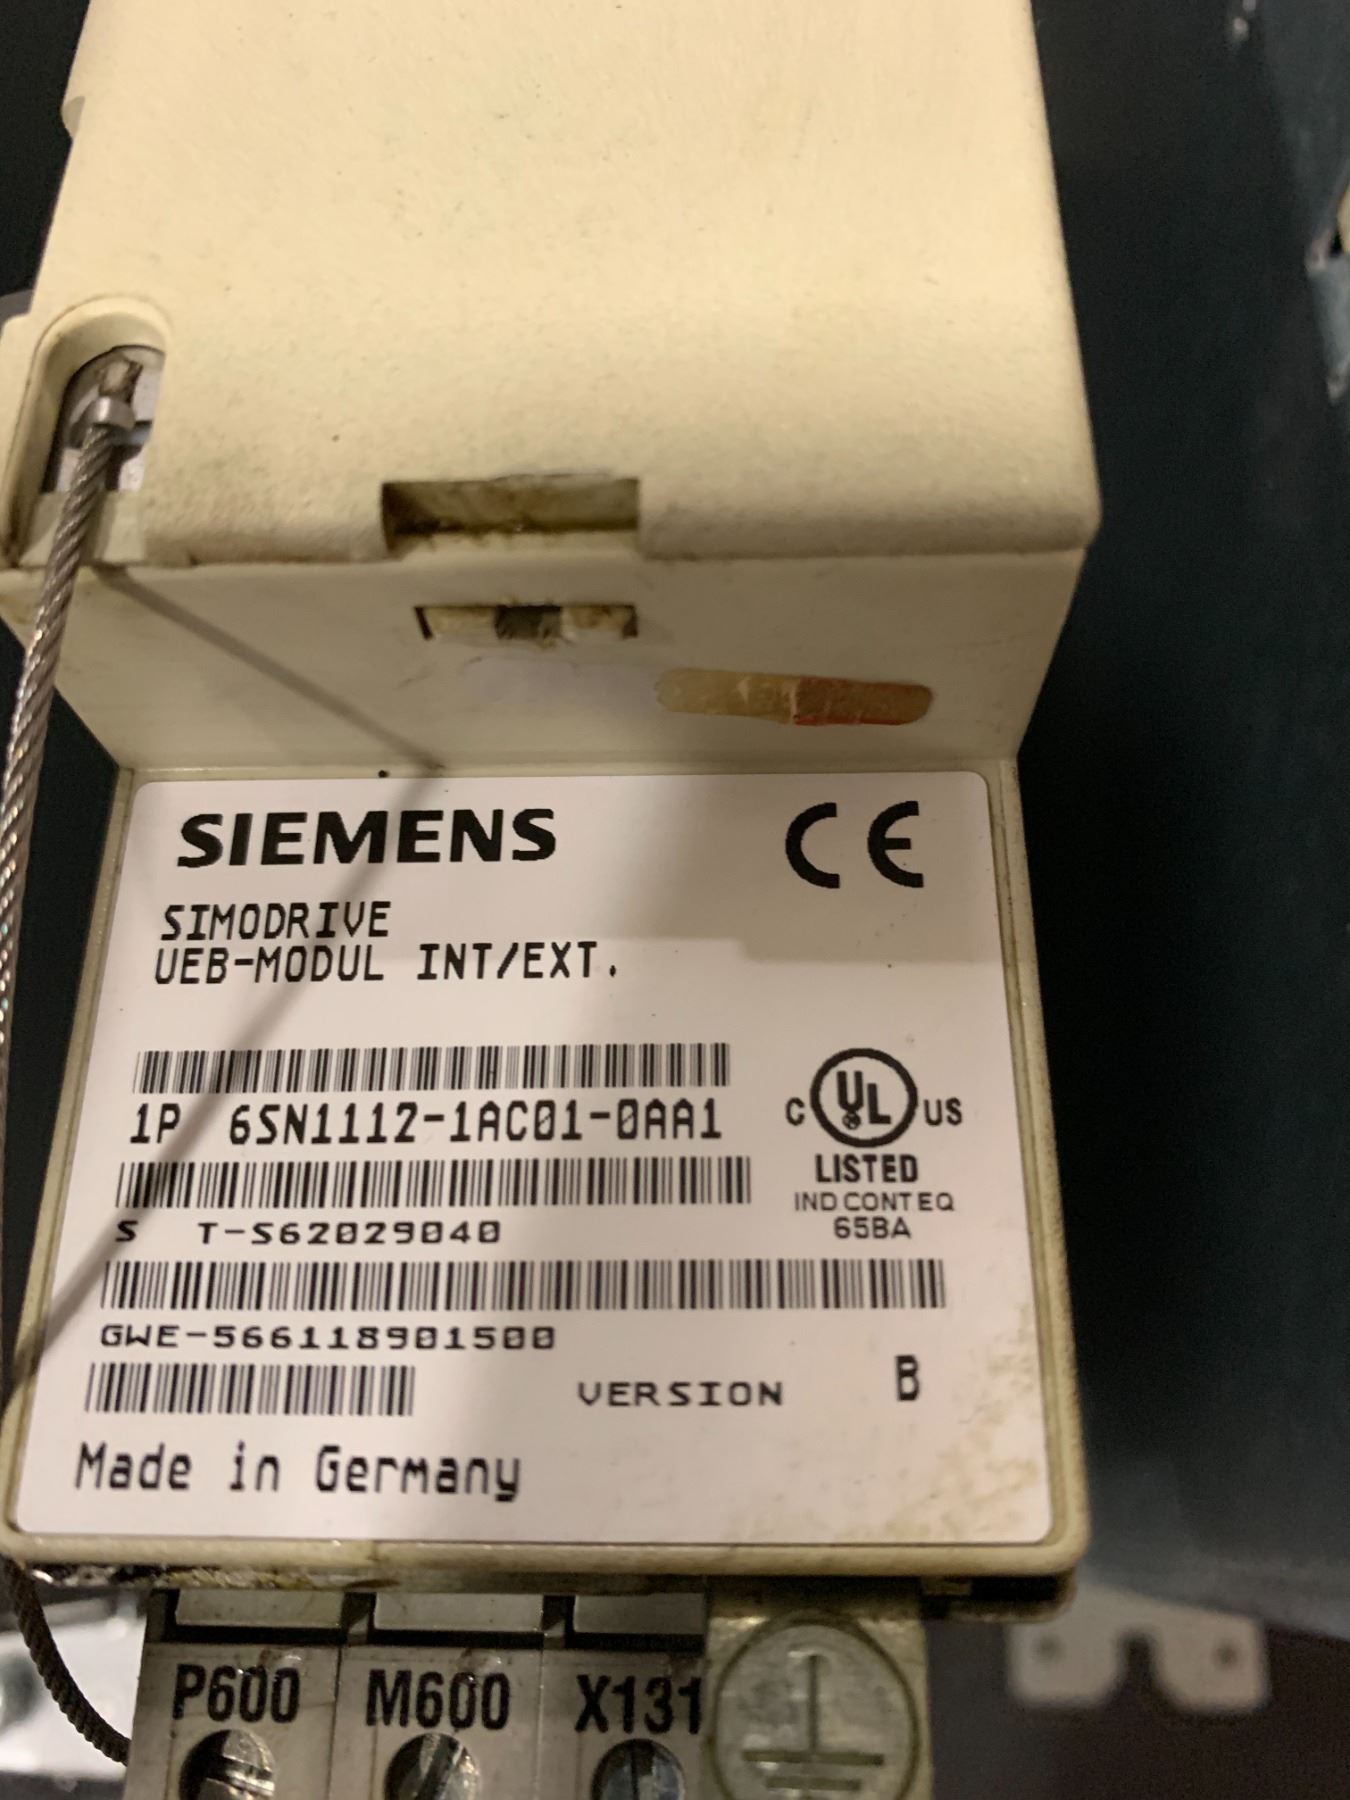 SIEMENS CE
SIMODRIVE
UEB-MODUL INT/EXT.
1P 6SN1112-1AC01-0AA1
C UL US
LISTED
IND CONT EQ
65BA
S T-S62029040
GWE-566118901500
VERSION B
Made in Germany
P600 M600 X131